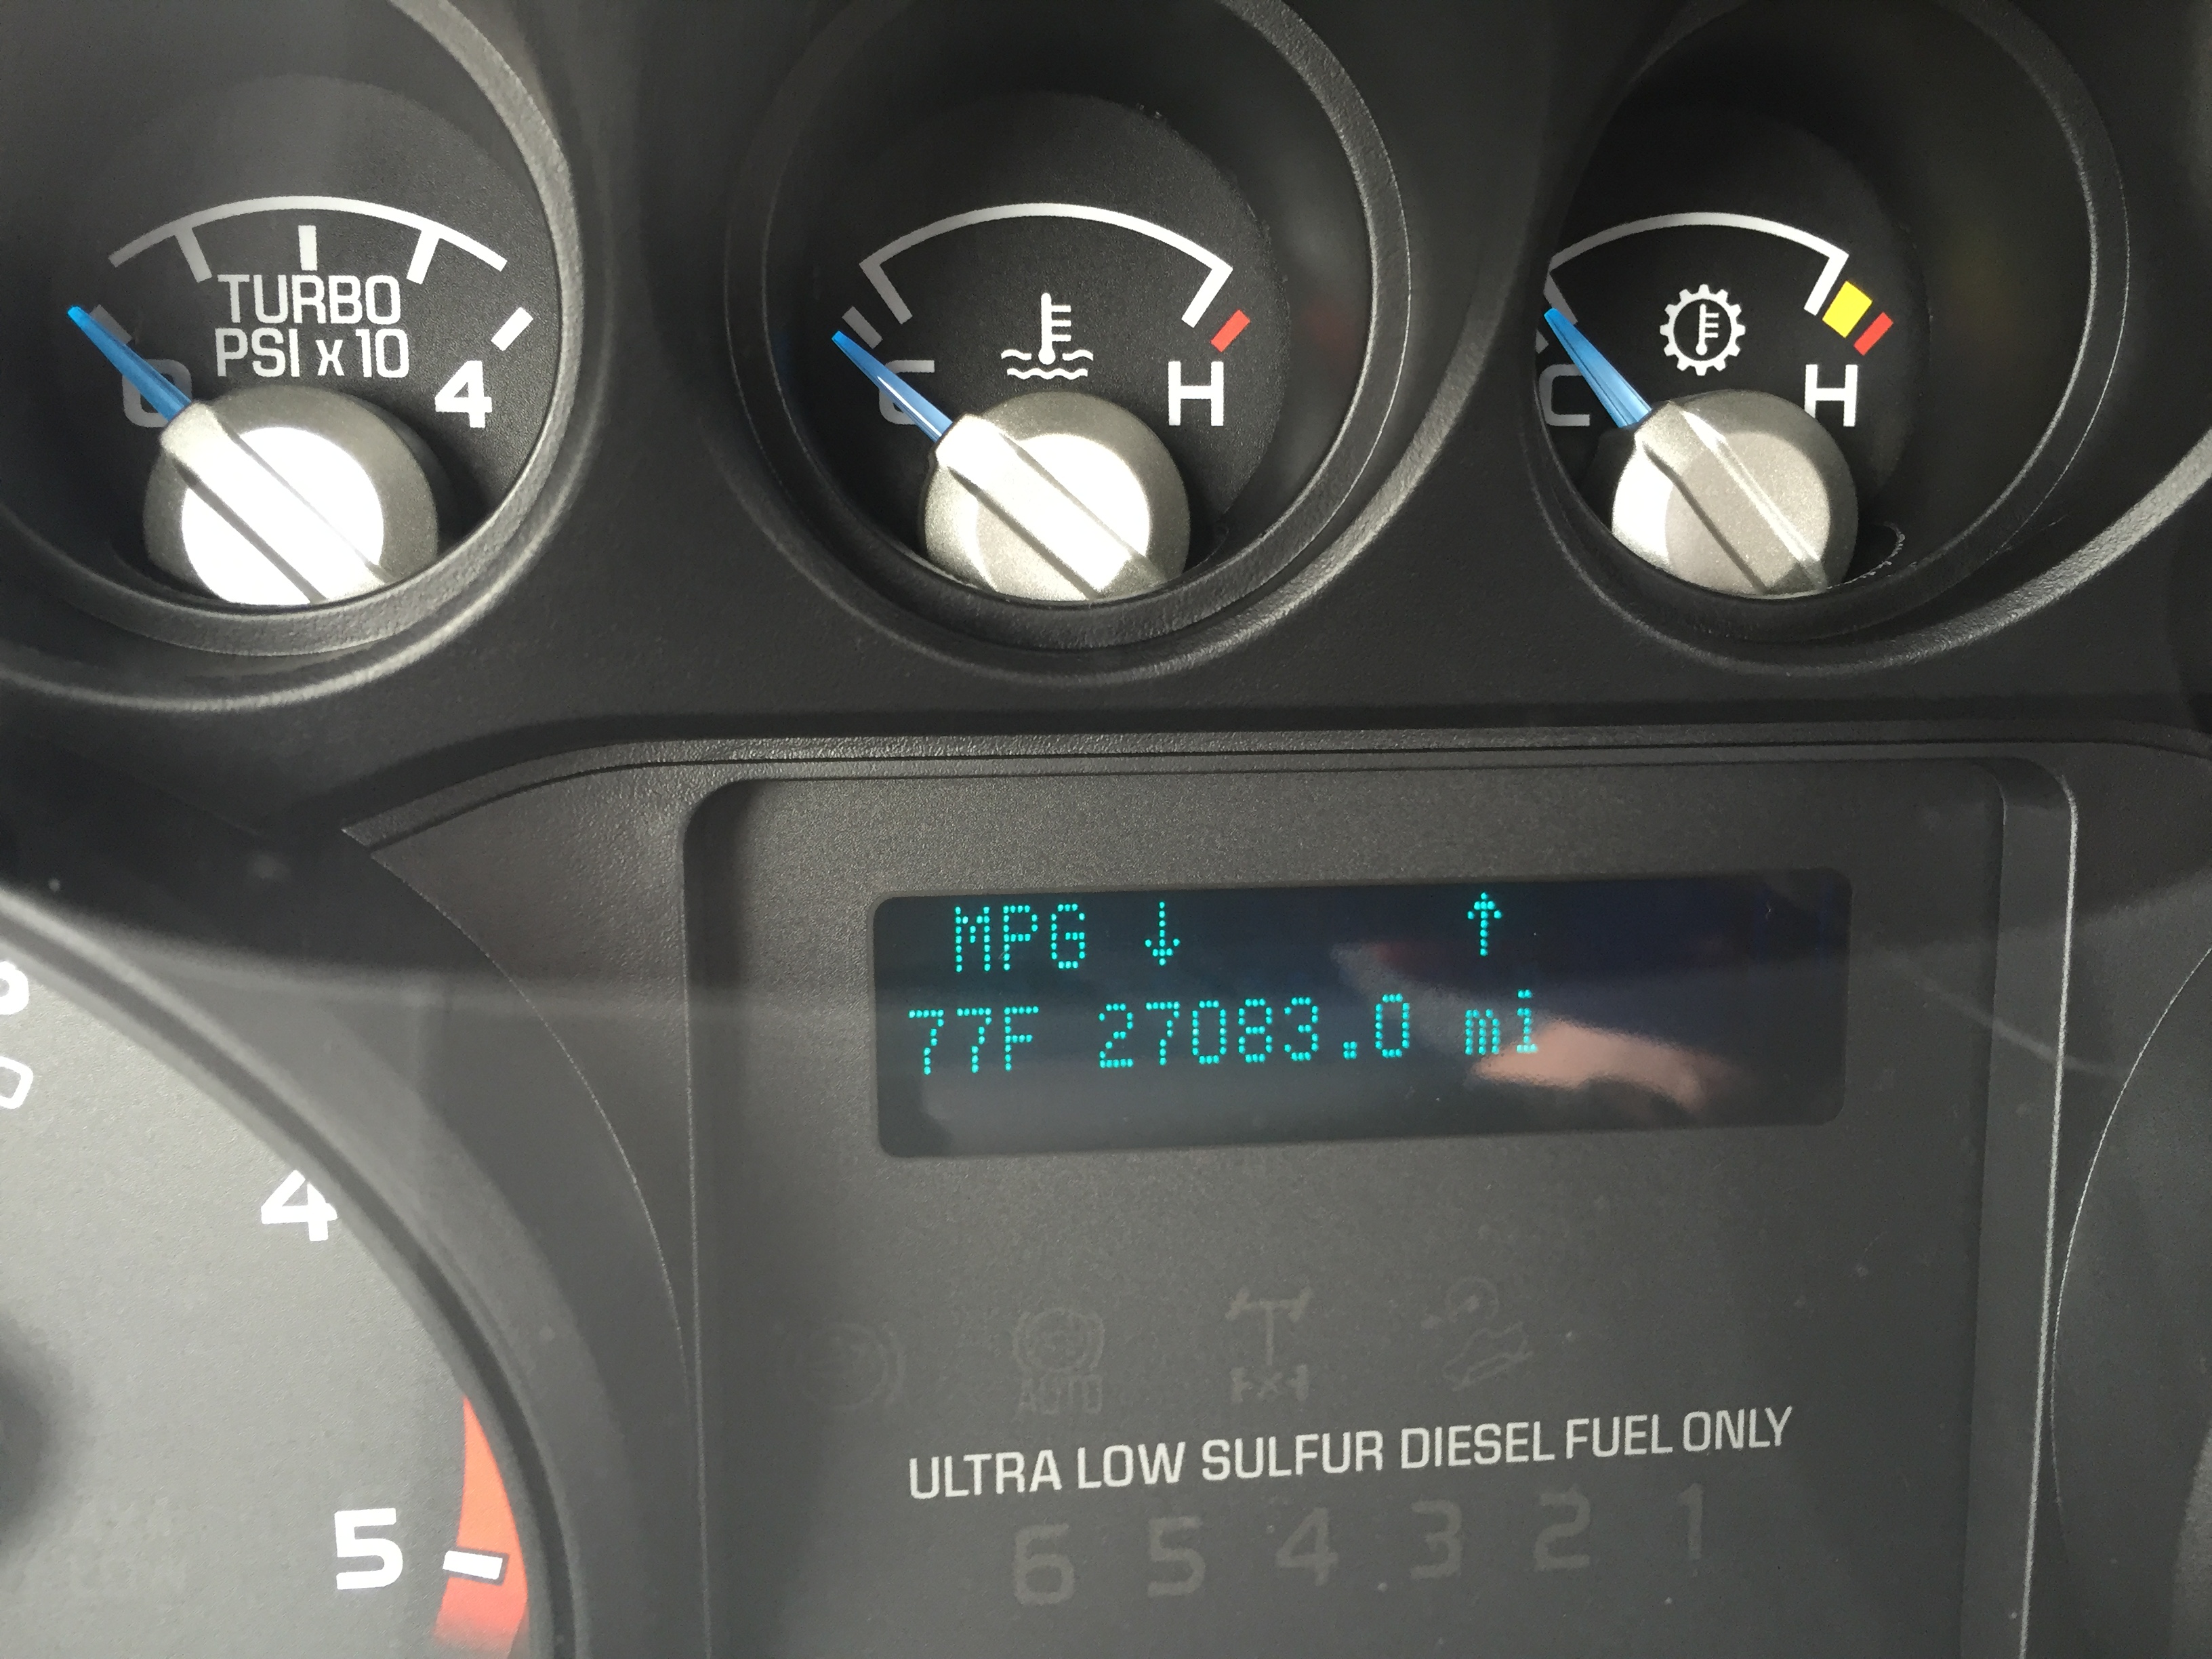 TURBO
PSI x 10
0 4
C H
C H
MPG ↓ ↑
77F 27083.0 mi
4
AUTO
ULTRA LOW SULFUR DIESEL FUEL ONLY
5
6 5 4 3 2 1